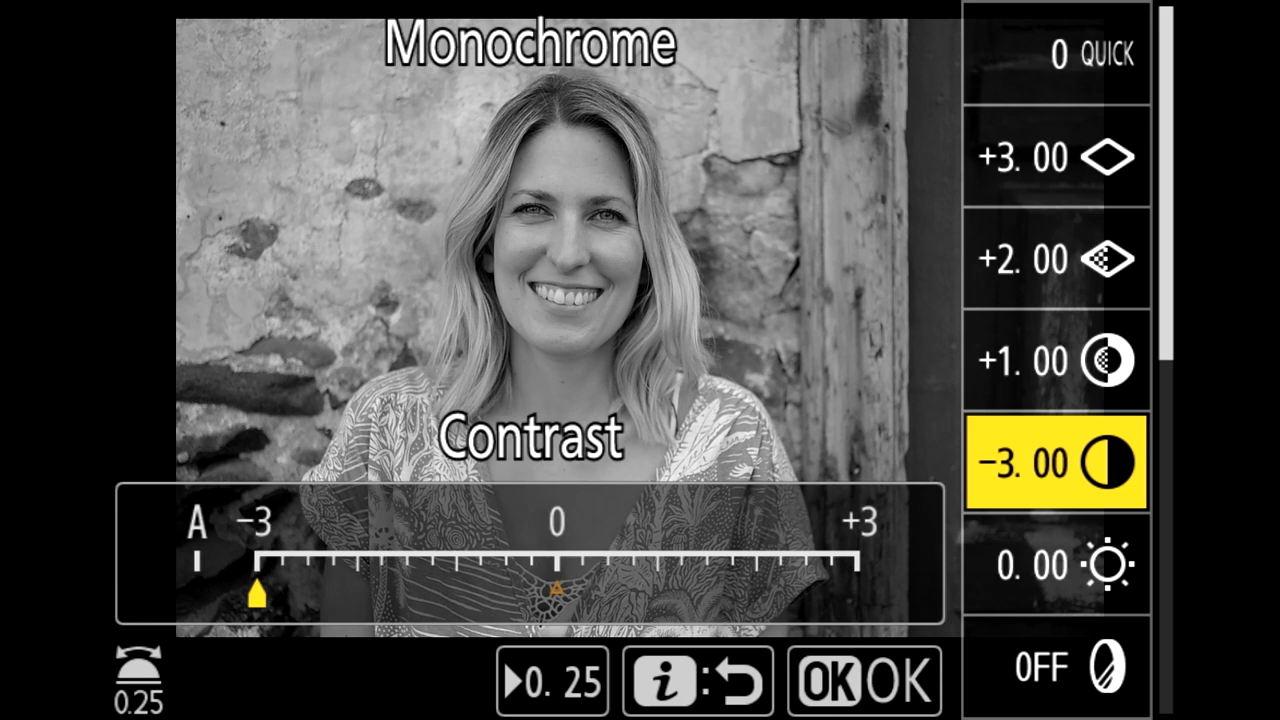 Monochrome
0 QUICK
+3.00
+2.00
+1.00
Contrast
−3.00
A −3 0 +3
0.00
OFF
0.25
0.25
i:
OK OK